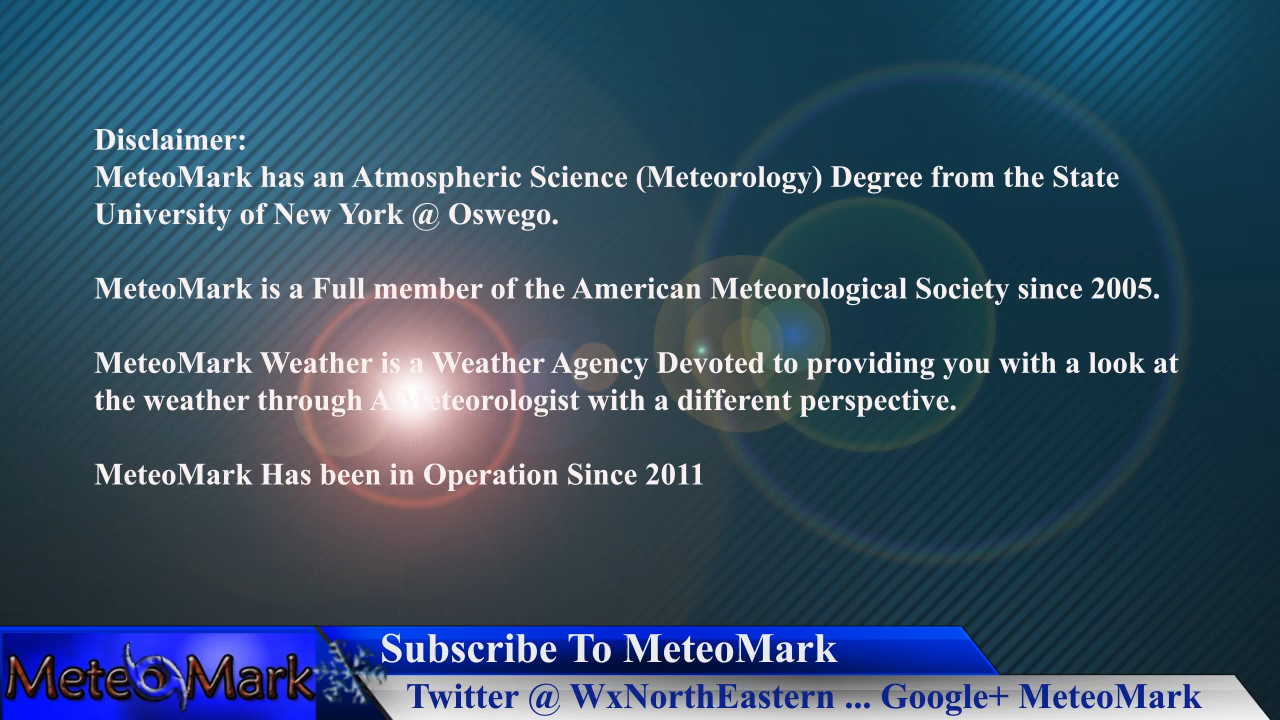 Disclaimer:
MeteoMark has an Atmospheric Science (Meteorology) Degree from the State
University of New York @ Oswego.
MeteoMark is a Full member of the American Meteorological Society since 2005.
MeteoMark Weather is a Weather Agency Devoted to providing you with a look at
the weather through A Meteorologist with a different perspective.
MeteoMark Has been in Operation Since 2011
Subscribe To MeteoMark
MeteoMark
Twitter @ WxNorthEastern ... Google+ MeteoMark